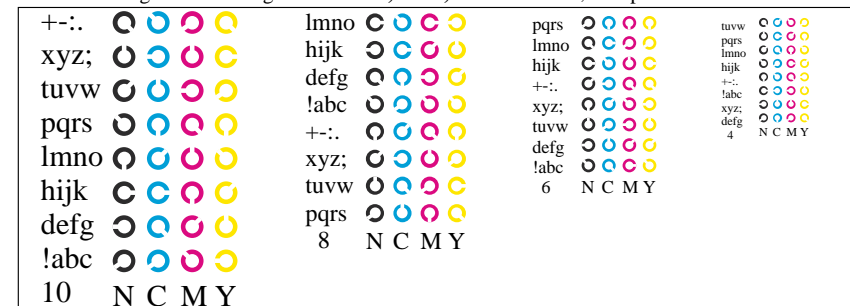 +-:.
xyz;
tuvw
pqrs
lmno
hijk
defg
!abc
10 N C M Y
lmno
hijk
defg
!abc
+-:.
xyz;
tuvw
pqrs
8 N C M Y
pqrs
lmno
hijk
+-:.
xyz;
tuvw
defg
!abc
6 N C M Y
tuvw
pqrs
lmno
hijk
+-:.
!abc
xyz;
defg
4 N C M Y